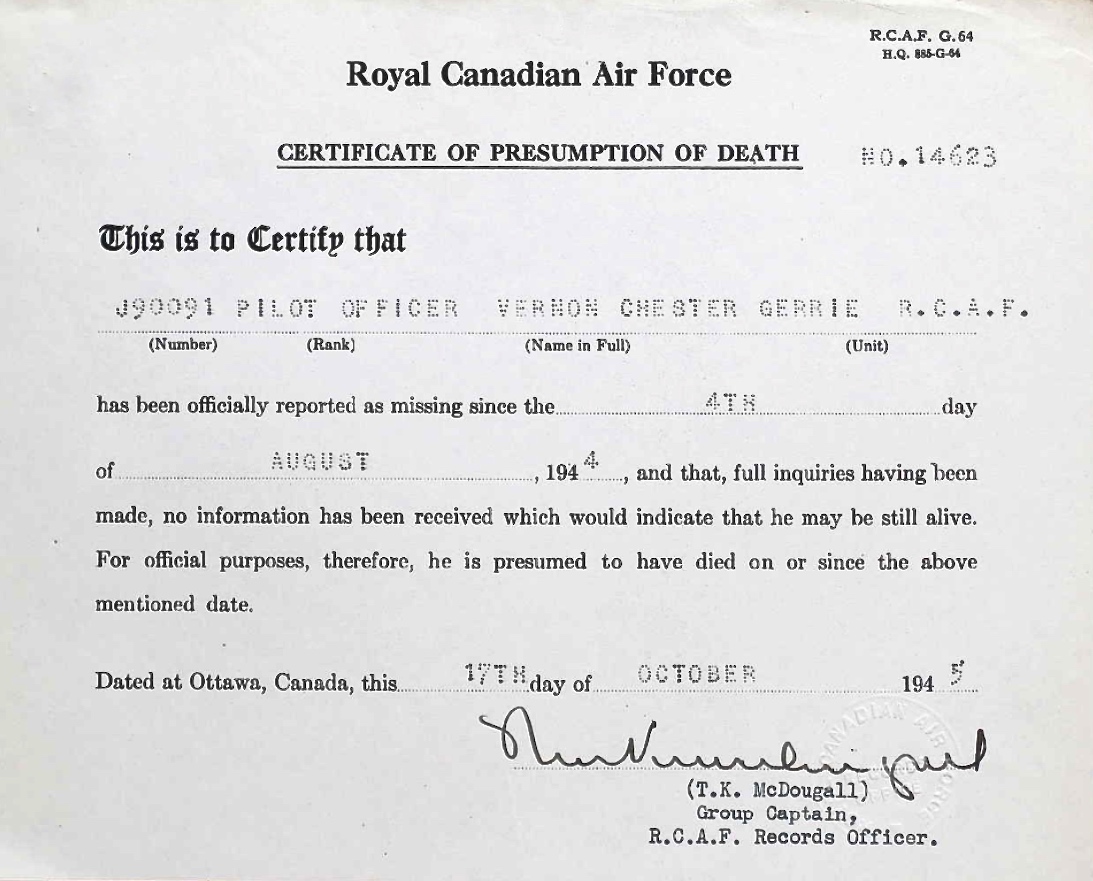 R.C.A.F. G.64
H.Q. 885-G-64
Royal Canadian Air Force
CERTIFICATE OF PRESUMPTION OF DEATH NO.14623
This is to Certify that
J90091 PILOT OFFICER VERNON CHESTER GERRIE R.C.A.F.
(Number) (Rank) (Name in Full) (Unit)
has been officially reported as missing since the 4TH day
of AUGUST, 1944, and that, full inquiries having been
made, no information has been received which would indicate that he may be still alive.
For official purposes, therefore, he is presumed to have died on or since the above
mentioned date.
Dated at Ottawa, Canada, this 17TH day of OCTOBER 1945
(T.K. McDougall)
Group Captain,
R.C.A.F. Records Officer.